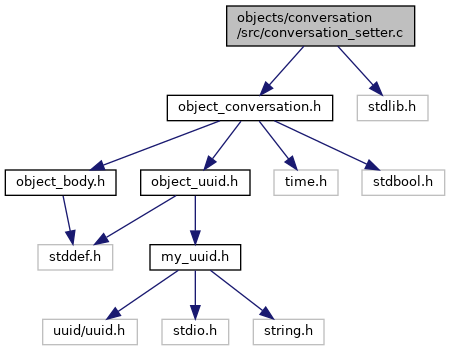 objects/conversation
/src/conversation_setter.c
object_conversation.h
stdlib.h
object_body.h
object_uuid.h
time.h
stdbool.h
stddef.h
my_uuid.h
uuid/uuid.h
stdio.h
string.h